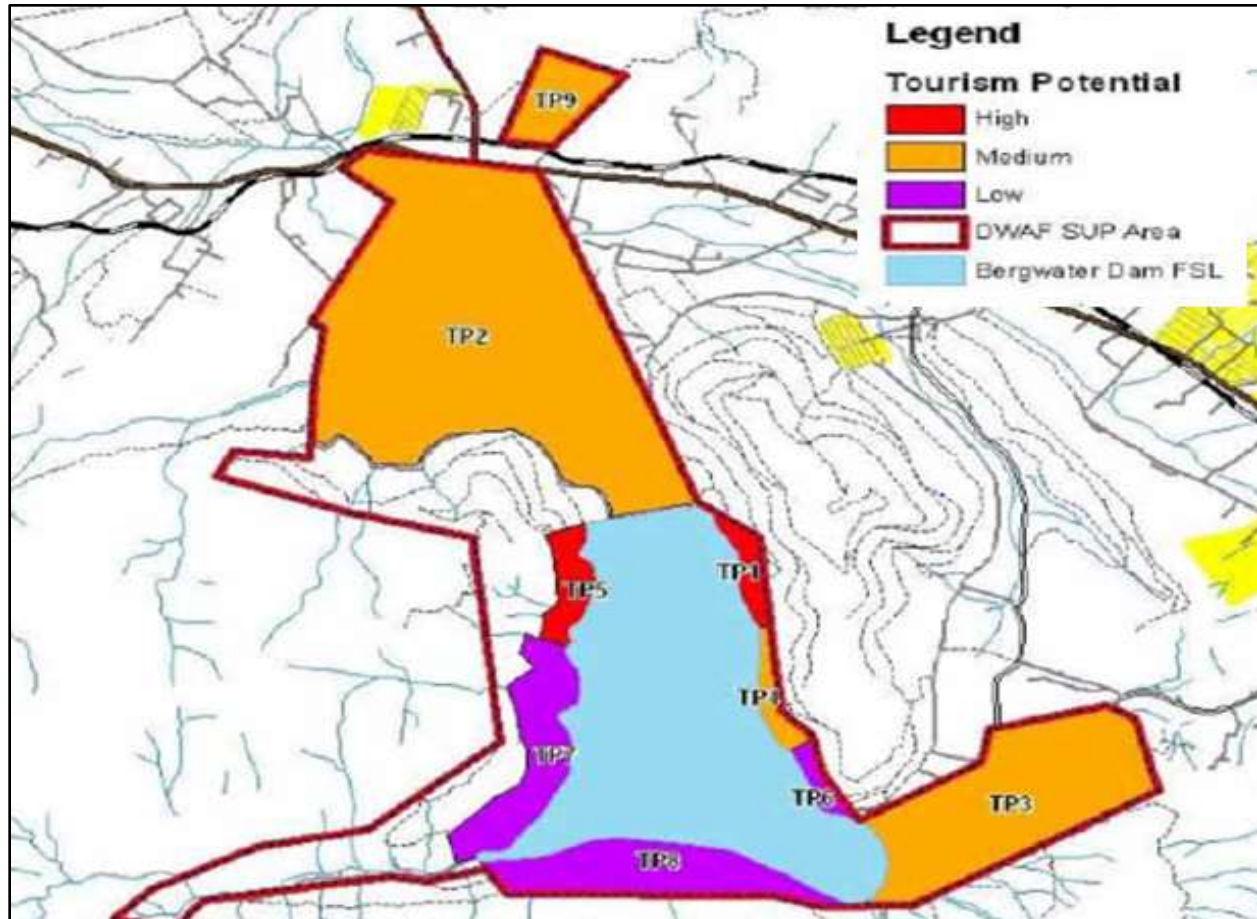 Legend
Tourism Potential
High
Medium
Low
DWAF SUP Area
Bergwater Dam FSL
TP9
TP2
TP1
TP5
TP4
TP7
TP6
TP3
TP8